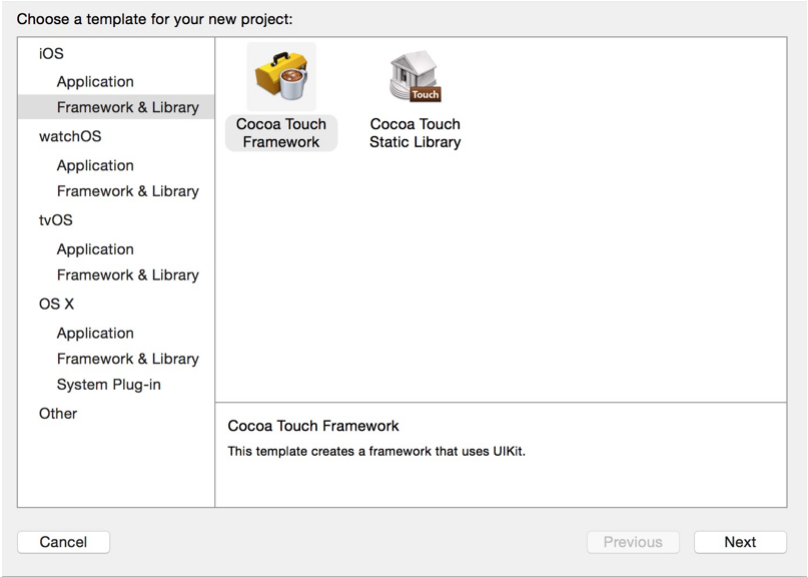 Choose a template for your new project:
iOS
Application
Framework & Library
watchOS
Application
Framework & Library
tvOS
Application
Framework & Library
OS X
Application
Framework & Library
System Plug-in
Other
Touch
Cocoa Touch
Framework
Cocoa Touch
Static Library
Cocoa Touch Framework
This template creates a framework that uses UIKit.
Cancel
Previous
Next